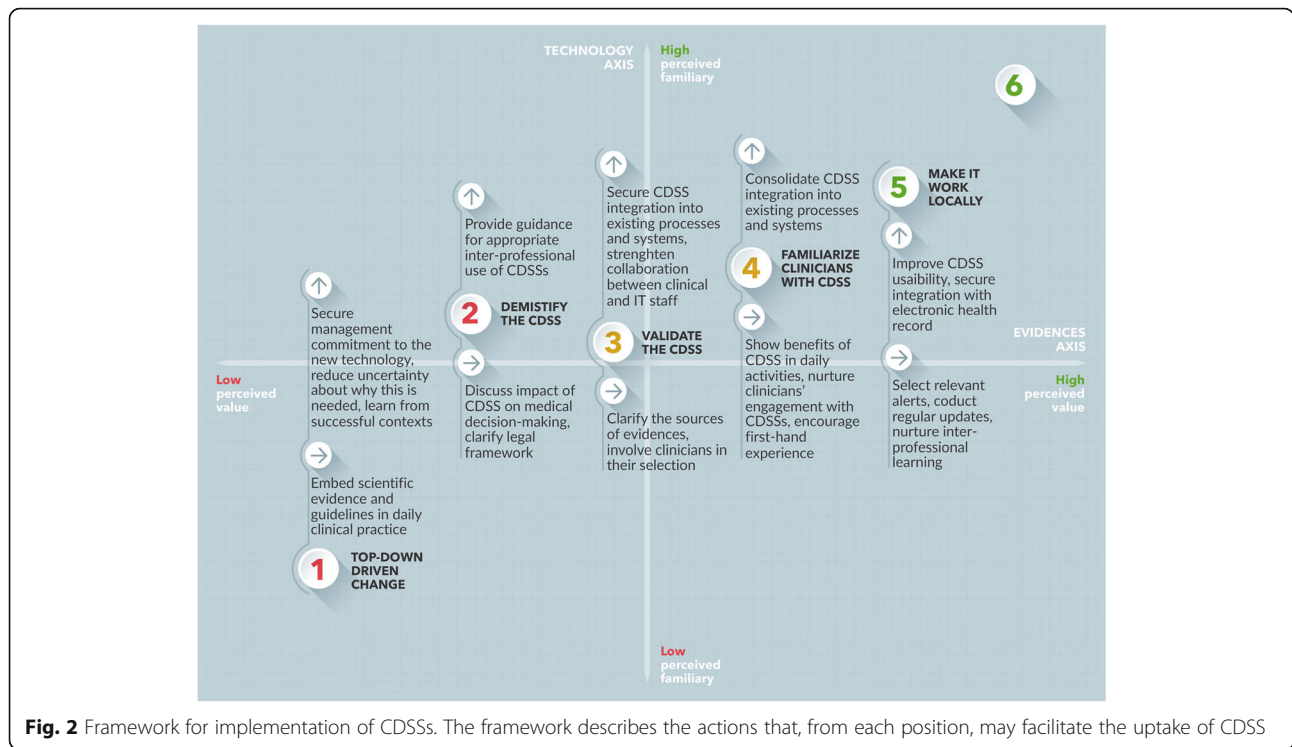 TECHNOLOGY
AXIS
High
perceived
familiary
6
Secure
management
commitment to the
new technology,
reduce uncertainty
about why this is
needed, learn from
successful contexts
Embed scientific
evidence and
guidelines in daily
clinical practice
1
TOP-DOWN
DRIVEN
CHANGE
Provide guidance
for appropriate
inter-professional
use of CDSSs
2
DEMISTIFY
THE CDSS
Discuss impact of
CDSS on medical
decision-making,
clarify legal
framework
Secure CDSS
integration into
existing processes
and systems,
strenghten
collaboration
between clinical
and IT staff
3
VALIDATE
THE CDSS
Clarify the sources
of evidences,
involve clinicians in
their selection
Consolidate CDSS
integration into
existing processes
and systems
4
FAMILIARIZE
CLINICIANS
WITH CDSS
Show benefits of
CDSS in daily
activities, nurture
clinicians'
engagement with
CDSSs, encourage
first-hand
experience
5
MAKE IT
WORK
LOCALLY
Improve CDSS
usaibility, secure
integration with
electronic health
record
Select relevant
alerts, coduct
regular updates,
nurture inter-
professional
learning
EVIDENCES
AXIS
Low
perceived
value
High
perceived
value
Low
perceived
familiary
Fig. 2 Framework for implementation of CDSSs. The framework describes the actions that, from each position, may facilitate the uptake of CDSS